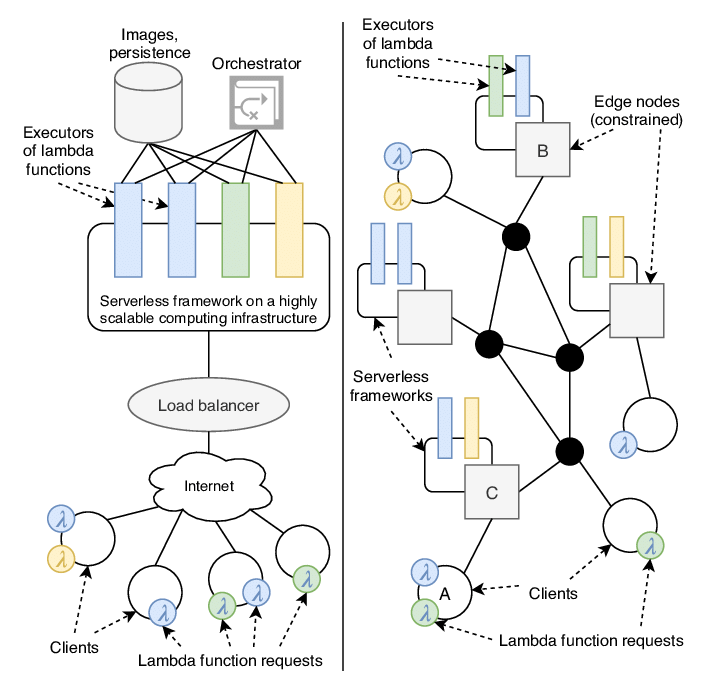 Images,
persistence
Orchestrator
Executors
of lambda
functions
Serverless framework on a highly
scalable computing infrastructure
Load balancer
Internet
λ
λ
λ
λ
λ
λ
Clients
Lambda function requests
Executors
of lambda
functions
Edge nodes
(constrained)
B
λ
λ
Serverless
frameworks
λ
C
λ
A
λ
λ
Clients
Lambda function requests